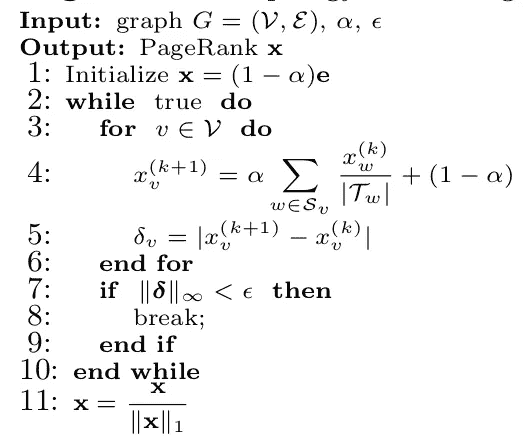 Input: graph G = (𝒱, ℰ), α, ϵ
Output: PageRank x
1: Initialize x = (1 − α)e
2: while true do
3: for v ∈ 𝒱 do
4: x_v^{(k+1)} = α ∑_{w∈𝒮_v} \frac{x_w^{(k)}}{|𝒯_w|} + (1 − α)
5: δ_v = |x_v^{(k+1)} − x_v^{(k)}|
6: end for
7: if ‖δ‖_∞ < ϵ then
8: break;
9: end if
10: end while
11: x = \frac{x}{‖x‖_1}